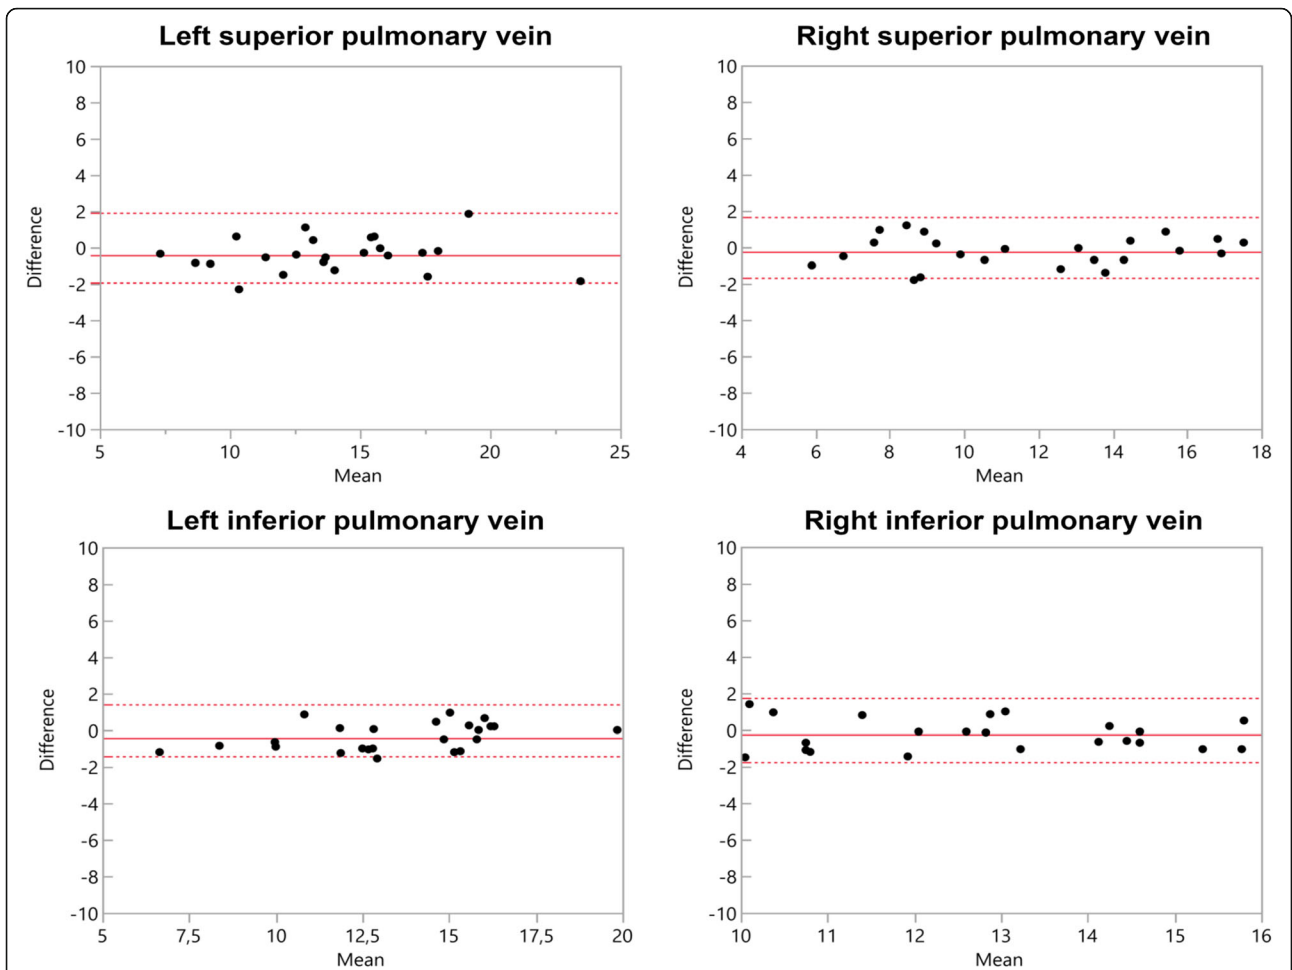 Left superior pulmonary vein
10
8
6
4
2
0
-2
-4
-6
-8
-10
Difference
5 10 15 20 25
Mean
Right superior pulmonary vein
10
8
6
4
2
0
-2
-4
-6
-8
-10
Difference
4 6 8 10 12 14 16 18
Mean
Left inferior pulmonary vein
10
8
6
4
2
0
-2
-4
-6
-8
-10
Difference
5 7,5 10 12,5 15 17,5 20
Mean
Right inferior pulmonary vein
10
8
6
4
2
0
-2
-4
-6
-8
-10
Difference
10 11 12 13 14 15 16
Mean